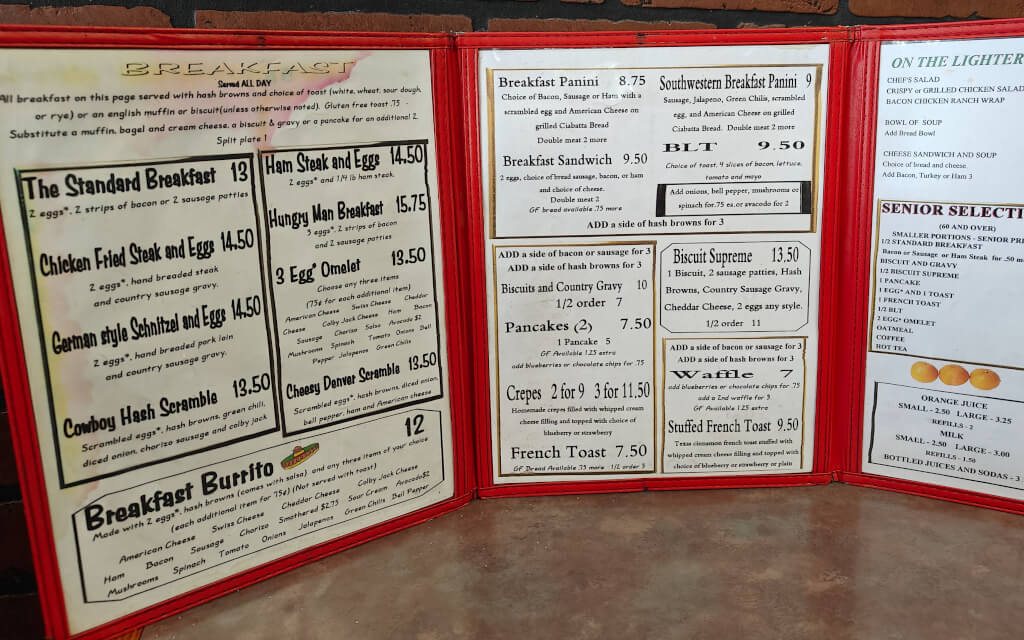 BREAKFAST
Served ALL DAY
All breakfast on this page served with hash browns and choice of toast (white, wheat, sour dough,
or rye) or an english muffin or biscuit(unless otherwise noted). Gluten free toast .75
Substitute a muffin, bagel and cream cheese, a biscuit & gravy or a pancake for an additional 2.
Split plate 1
The Standard Breakfast 13
2 eggs*, 2 strips of bacon or 2 sausage patties
Chicken Fried Steak and Eggs 14.50
2 eggs*, hand breaded steak
and country sausage gravy.
German style Schnitzel and Eggs 14.50
2 eggs*, hand breaded pork loin
and country sausage gravy.
Cowboy Hash Scramble 13.50
Scrambled eggs*, hash browns, green chili,
diced onion, chorizo sausage and colby jack
Ham Steak and Eggs 14.50
2 eggs* and 1/4 lb ham steak.
Hungry Man Breakfast 15.75
3 eggs*, 2 strips of bacon
and 2 sausage patties
3 Egg* Omelet 13.50
Choose any three items
(75¢ for each additional item)
American Cheese Swiss Cheese Cheddar
Cheese Colby Jack Cheese Ham Bacon
Sausage Chorizo Salsa Avocado $2
Mushrooms Spinach Tomato Onions Bell
Pepper Jalapenos Green Chilis
Cheesy Denver Scramble 13.50
Scrambled eggs*, hash browns, diced onion,
bell pepper, ham and American cheese
Breakfast Burrito 12
Made with 2 eggs*, hash browns (comes with salsa) and any three items of your choice
(each additional item for 75¢) (Not served with toast)
American Cheese Swiss Cheese Cheddar Cheese Colby Jack Cheese
Ham Bacon Sausage Chorizo Smothered $2.75 Sour Cream Avocado$2
Mushrooms Spinach Tomato Onions Jalapenos Green Chilis Bell Pepper
Breakfast Panini 8.75
Choice of Bacon, Sausage or Ham with a
scrambled egg and American Cheese on
grilled Ciabatta Bread
Double meat 2 more
Breakfast Sandwich 9.50
2 eggs, choice of bread sausage, bacon, or ham
and choice of cheese.
Double meat 2
GF bread available .75 more
Southwestern Breakfast Panini 9
Sausage, Jalapeno, Green Chilis, scrambled
egg, and American Cheese on grilled
Ciabatta Bread. Double meat 2 more
BLT 9.50
Choice of toast, 4 slices of bacon, lettuce,
tomato and mayo
Add onions, bell pepper, mushrooms or
spinach for.75 ea. or avacodo for 2
ADD a side of hash browns for 3
ADD a side of bacon or sausage for 3
ADD a side of hash browns for 3
Biscuits and Country Gravy 10
1/2 order 7
Pancakes (2) 7.50
1 Pancake 5
GF Available 1.25 extra
add blueberries or chocolate chips for .75
Crepes 2 for 9 3 for 11.50
Homemade crepes filled with whipped cream
cheese filling and topped with choice of
blueberry or strawberry
French Toast 7.50
GF Bread Available .75 more 1/2 order 5
Biscuit Supreme 13.50
1 Biscuit, 2 sausage patties, Hash
Browns, Country Sausage Gravy,
Cheddar Cheese, 2 eggs any style.
1/2 order 11
ADD a side of bacon or sausage for 3
ADD a side of hash browns for 3
Waffle 7
add blueberries or chocolate chips for .75
add a 2nd waffle for 3.
GF Available 1.25 extra
Stuffed French Toast 9.50
Texas cinnamon french toast stuffed with
whipped cream cheese filling and topped with
choice of blueberry or strawberry or plain
ON THE LIGHTER
CHEF'S SALAD
CRISPY or GRILLED CHICKEN SALAD
BACON CHICKEN RANCH WRAP
BOWL OF SOUP
Add Bread Bowl
CHEESE SANDWICH AND SOUP
Choice of bread and cheese.
Add Bacon, Turkey or Ham 3
SENIOR SELECTI
(60 AND OVER)
SMALLER PORTIONS - SENIOR PRI
1/2 STANDARD BREAKFAST
Bacon or Sausage or Ham Steak for .50 m
BISCUIT AND GRAVY
1/2 BISCUIT SUPREME
1 PANCAKE
1 EGG* AND 1 TOAST
1 FRENCH TOAST
1/2 BLT
2 EGG* OMELET
OATMEAL
COFFEE
HOT TEA
ORANGE JUICE
SMALL - 2.50 LARGE - 3.25
REFILLS - 2
MILK
SMALL - 2.50 LARGE - 3.00
REFILLS - 1.50
BOTTLED JUICES AND SODAS - 3